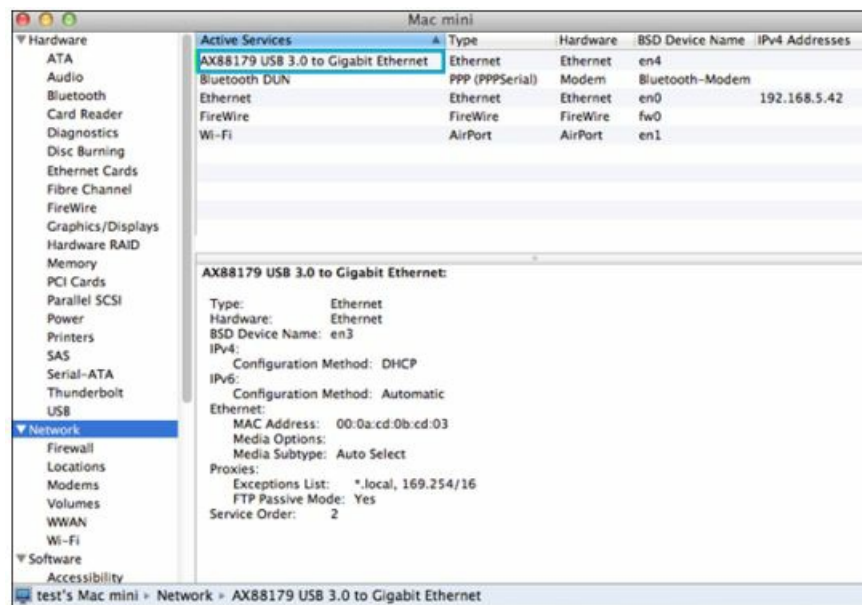 Mac mini
▼ Hardware
ATA
Audio
Bluetooth
Card Reader
Diagnostics
Disc Burning
Ethernet Cards
Fibre Channel
FireWire
Graphics/Displays
Hardware RAID
Memory
PCI Cards
Parallel SCSI
Power
Printers
SAS
Serial-ATA
Thunderbolt
USB
▼ Network
Firewall
Locations
Modems
Volumes
WWAN
Wi-Fi
▼ Software
Accessibility
Active Services ▲ Type Hardware BSD Device Name IPv4 Addresses
AX88179 USB 3.0 to Gigabit Ethernet Ethernet Ethernet en4
Bluetooth DUN PPP (PPPSerial) Modem Bluetooth-Modem
Ethernet Ethernet Ethernet en0 192.168.5.42
FireWire FireWire FireWire fw0
Wi-Fi AirPort AirPort en1
AX88179 USB 3.0 to Gigabit Ethernet:
Type: Ethernet
Hardware: Ethernet
BSD Device Name: en3
IPv4:
Configuration Method: DHCP
IPv6:
Configuration Method: Automatic
Ethernet:
MAC Address: 00:0a:cd:0b:cd:03
Media Options:
Media Subtype: Auto Select
Proxies:
Exceptions List: *.local, 169.254/16
FTP Passive Mode: Yes
Service Order: 2
test's Mac mini ▸ Network ▸ AX88179 USB 3.0 to Gigabit Ethernet